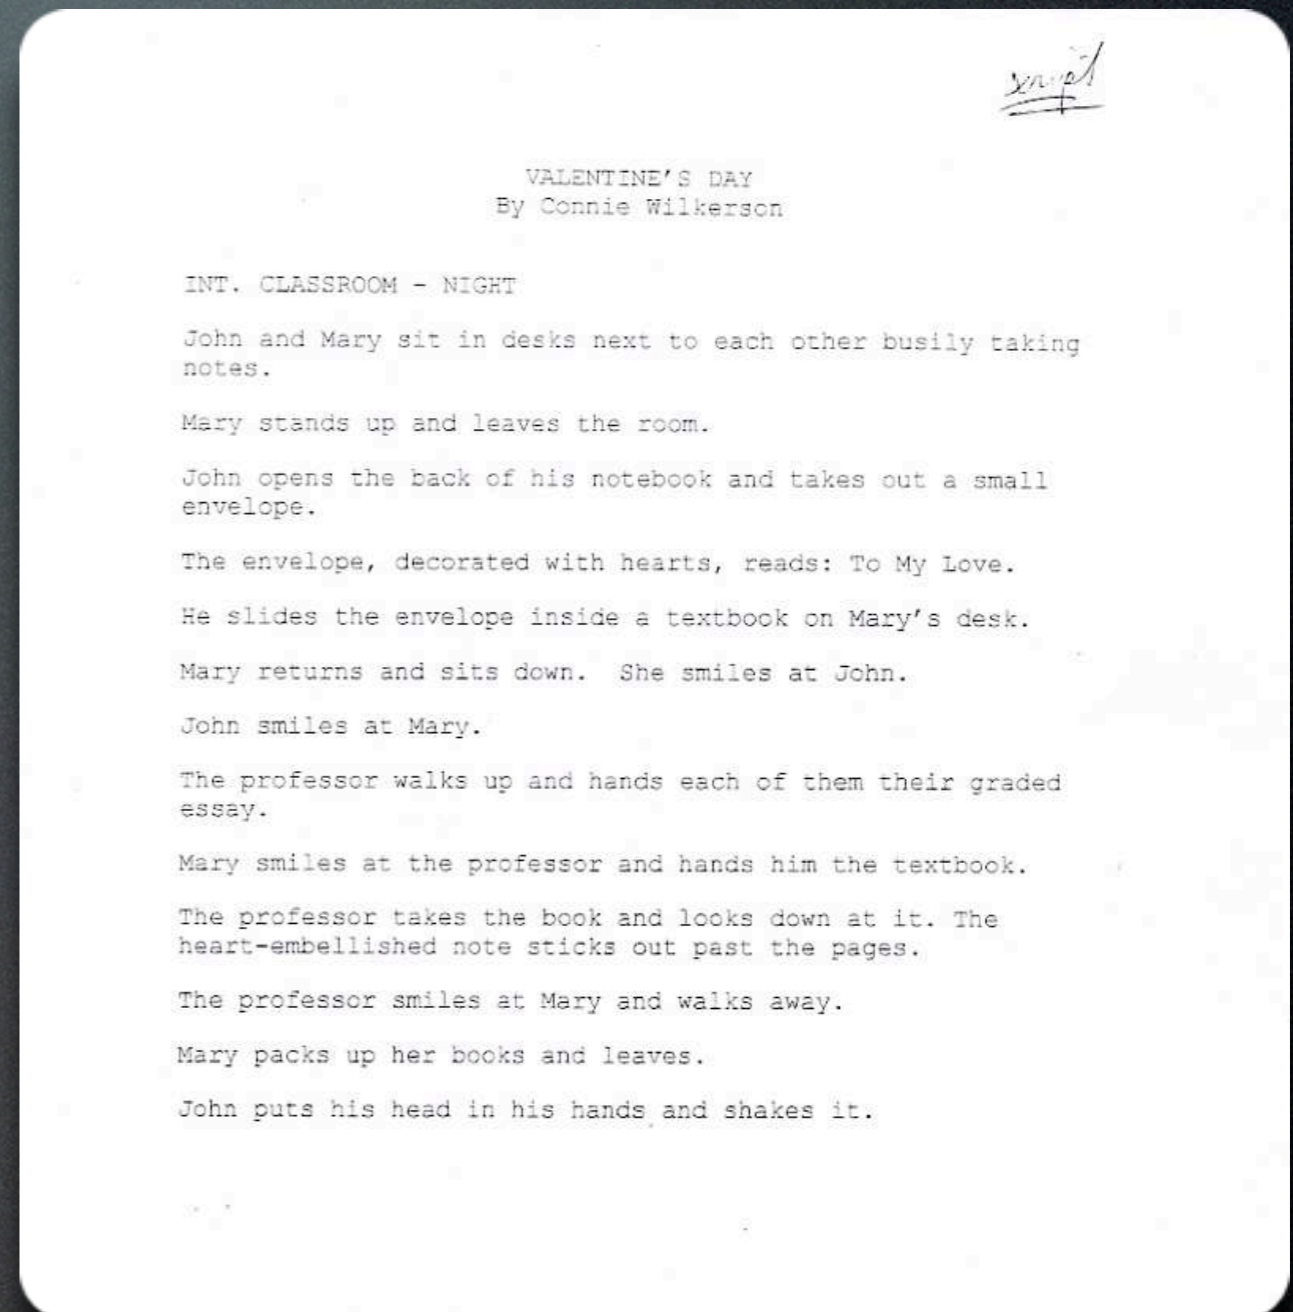 script
VALENTINE'S DAY
By Connie Wilkerson
INT. CLASSROOM - NIGHT
John and Mary sit in desks next to each other busily taking
notes.
Mary stands up and leaves the room.
John opens the back of his notebook and takes out a small
envelope.
The envelope, decorated with hearts, reads: To My Love.
He slides the envelope inside a textbook on Mary's desk.
Mary returns and sits down.  She smiles at John.
John smiles at Mary.
The professor walks up and hands each of them their graded
essay.
Mary smiles at the professor and hands him the textbook.
The professor takes the book and looks down at it. The
heart-embellished note sticks out past the pages.
The professor smiles at Mary and walks away.
Mary packs up her books and leaves.
John puts his head in his hands and shakes it.